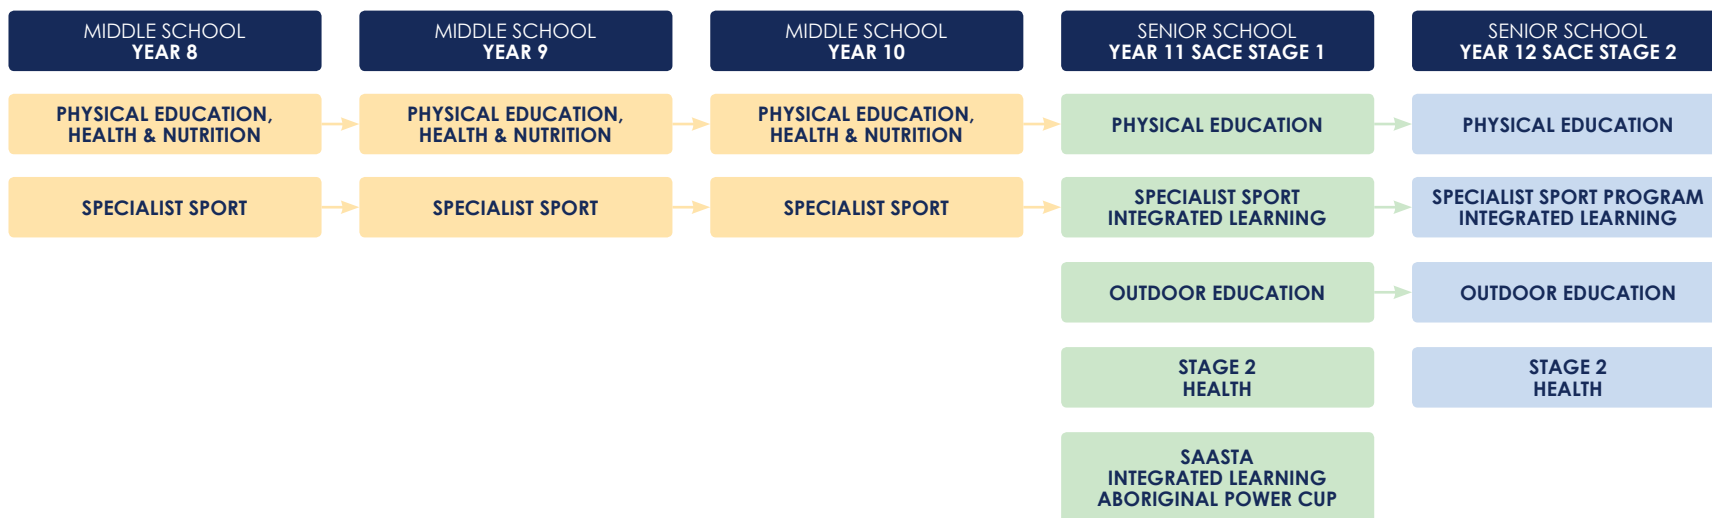 MIDDLE SCHOOL
YEAR 8
MIDDLE SCHOOL
YEAR 9
MIDDLE SCHOOL
YEAR 10
SENIOR SCHOOL
YEAR 11 SACE STAGE 1
SENIOR SCHOOL
YEAR 12 SACE STAGE 2
PHYSICAL EDUCATION,
HEALTH & NUTRITION
PHYSICAL EDUCATION,
HEALTH & NUTRITION
PHYSICAL EDUCATION,
HEALTH & NUTRITION
PHYSICAL EDUCATION
PHYSICAL EDUCATION
SPECIALIST SPORT
SPECIALIST SPORT
SPECIALIST SPORT
SPECIALIST SPORT
INTEGRATED LEARNING
SPECIALIST SPORT PROGRAM
INTEGRATED LEARNING
OUTDOOR EDUCATION
OUTDOOR EDUCATION
STAGE 2
HEALTH
STAGE 2
HEALTH
SAASTA
INTEGRATED LEARNING
ABORIGINAL POWER CUP